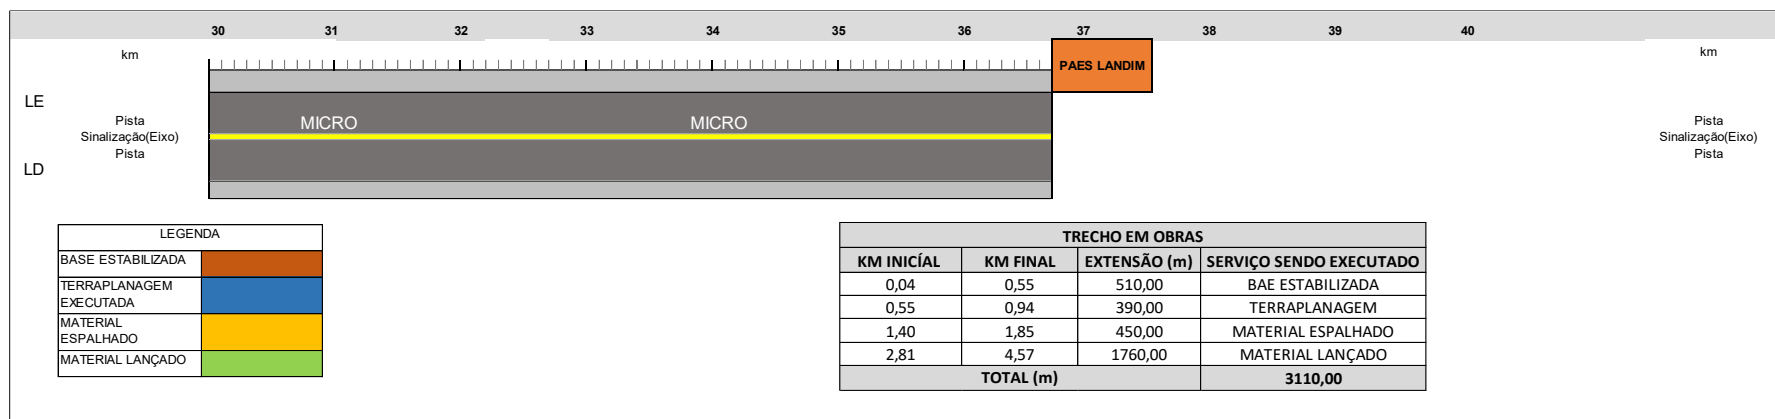 30 31 32 33 34 35 36 37 38 39 40
km km
PAES LANDIM
LE
Pista MICRO MICRO Pista
Sinalização(Eixo) Sinalização(Eixo)
Pista Pista
LD
LEGENDA
BASE ESTABILIZADA
TERRAPLANAGEM
EXECUTADA
MATERIAL
ESPALHADO
MATERIAL LANÇADO
TRECHO EM OBRAS
KM INICÍAL KM FINAL EXTENSÃO (m) SERVIÇO SENDO EXECUTADO
0,04 0,55 510,00 BAE ESTABILIZADA
0,55 0,94 390,00 TERRAPLANAGEM
1,40 1,85 450,00 MATERIAL ESPALHADO
2,81 4,57 1760,00 MATERIAL LANÇADO
TOTAL (m) 3110,00